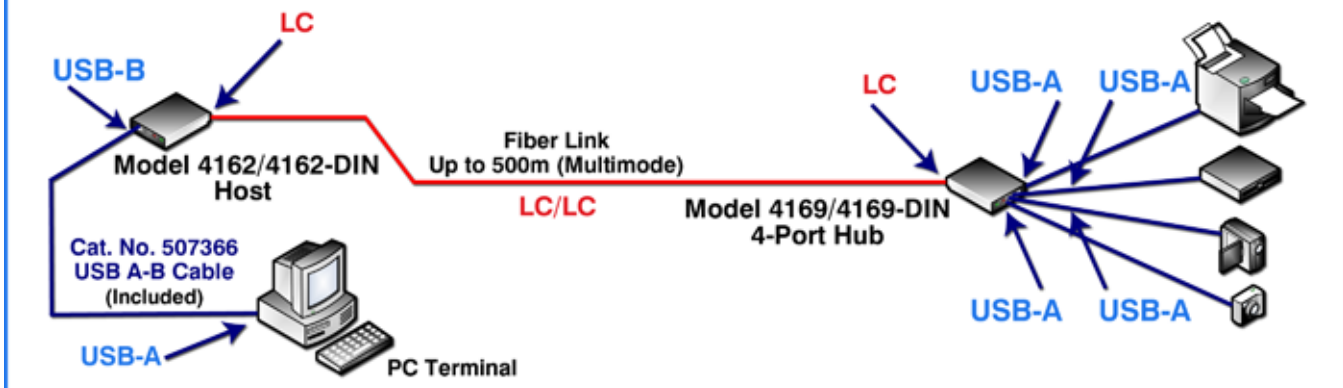 LC
USB-B
Model 4162/4162-DIN
Host
Cat. No. 507366
USB A-B Cable
(Included)
USB-A
PC Terminal
Fiber Link
Up to 500m (Multimode)
LC/LC
LC
USB-A
USB-A
Model 4169/4169-DIN
4-Port Hub
USB-A
USB-A